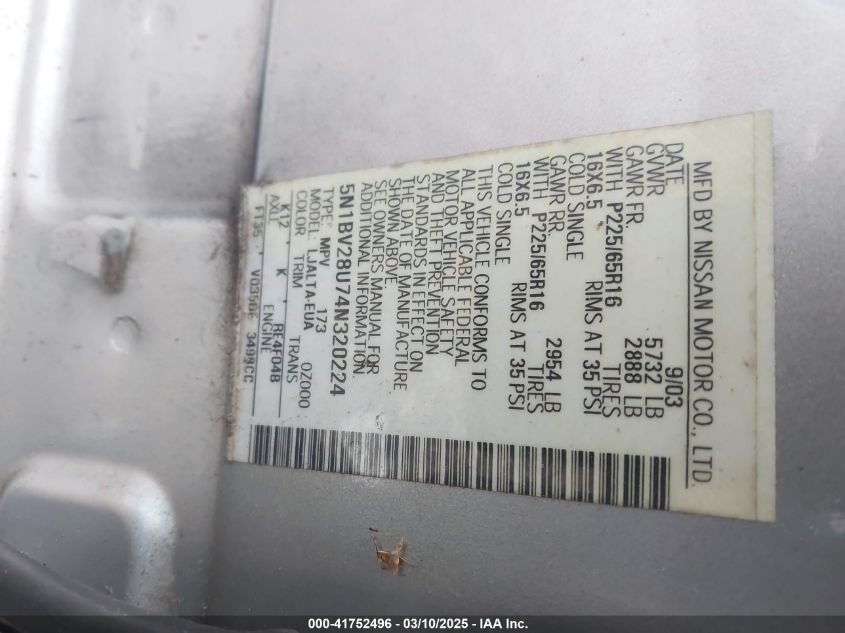 MFD BY NISSAN MOTOR CO., LTD.
DATE 9/03
GVWR 5732 LB
GAWR FR. 2888 LB
WITH P225/65R16 TIRES
16X6.5 RIMS AT 35 PSI
COLD SINGLE
GAWR RR. 2954 LB
WITH P225/65R16 TIRES
16X6.5 RIMS AT 35 PSI
COLD SINGLE
THIS VEHICLE CONFORMS TO
ALL APPLICABLE FEDERAL
MOTOR VEHICLE SAFETY
AND THEFT PREVENTION
STANDARDS IN EFFECT ON
THE DATE OF MANUFACTURE
SHOWN ABOVE.
SEE OWNERS MANUAL FOR
ADDITIONAL INFORMATION.
5N1BV28U74N320224
TYPE: MPV 173
MODEL LJALTA-EUA 0Z000
COLOR TRIM TRANS
K12 K RE4F04B
AXLE ENGINE
FT35 3498CC
000-41752496 - 03/10/2025 - IAA Inc.